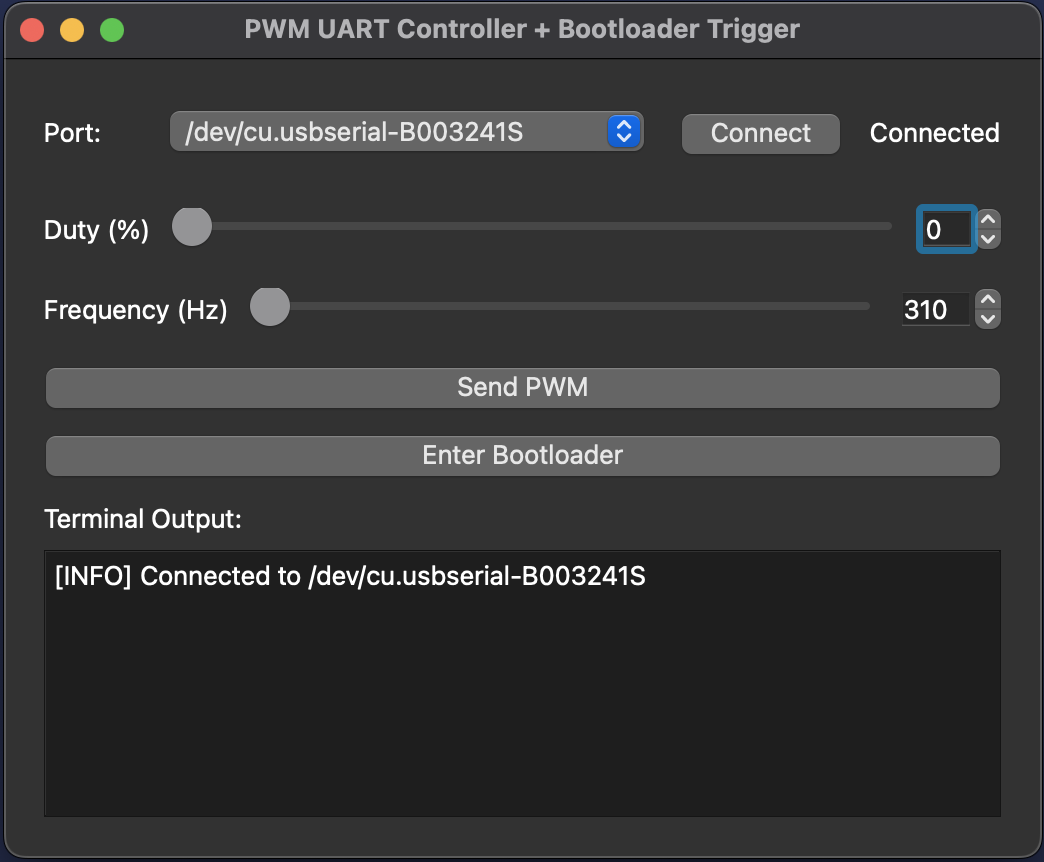 PWM UART Controller + Bootloader Trigger
Port: /dev/cu.usbserial-B003241S Connect Connected
Duty (%) 0
Frequency (Hz) 310
Send PWM
Enter Bootloader
Terminal Output:
[INFO] Connected to /dev/cu.usbserial-B003241S